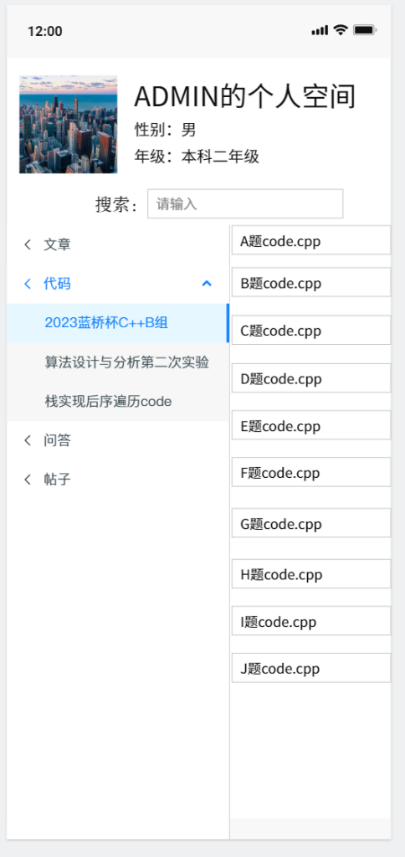 12:00
ADMIN的个人空间
性别：男
年级：本科二年级
搜索：
请输入
文章
代码
2023蓝桥杯C++B组
算法设计与分析第二次实验
栈实现后序遍历code
问答
帖子
A题code.cpp
B题code.cpp
C题code.cpp
D题code.cpp
E题code.cpp
F题code.cpp
G题code.cpp
H题code.cpp
I题code.cpp
J题code.cpp